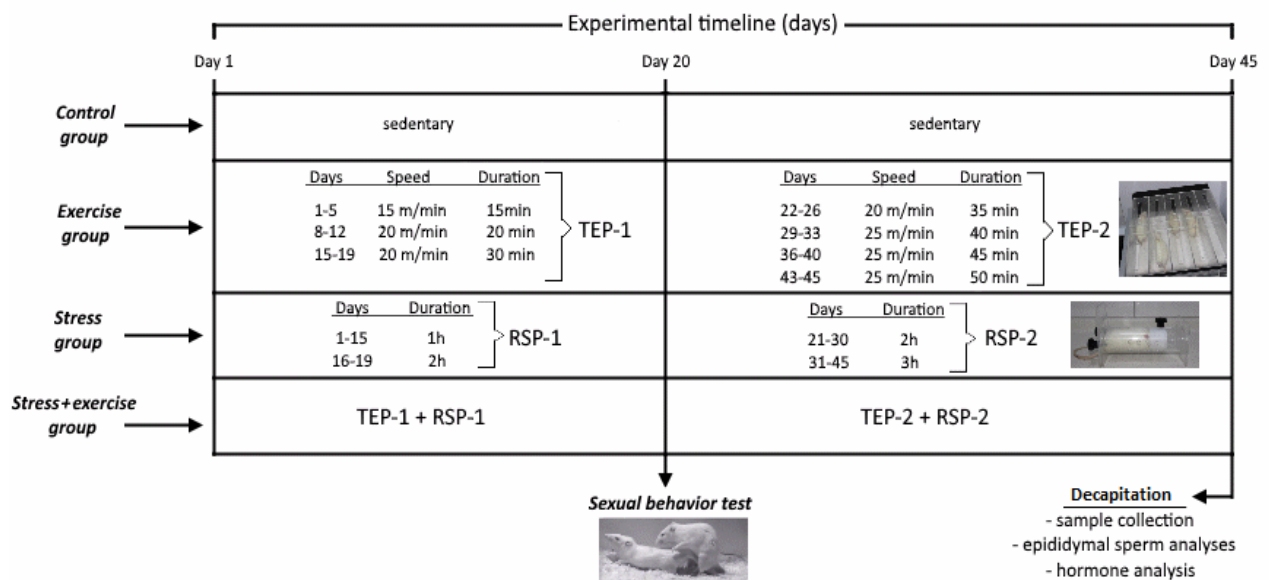 Experimental timeline (days)
Day 1 Day 20 Day 45
Control
group
sedentary sedentary
Exercise
group
Days Speed Duration
1-5 15 m/min 15min
8-12 20 m/min 20 min
15-19 20 m/min 30 min
TEP-1
Days Speed Duration
22-26 20 m/min 35 min
29-33 25 m/min 40 min
36-40 25 m/min 45 min
43-45 25 m/min 50 min
TEP-2
Stress
group
Days Duration
1-15 1h
16-19 2h
RSP-1
Days Duration
21-30 2h
31-45 3h
RSP-2
Stress+exercise
group
TEP-1 + RSP-1 TEP-2 + RSP-2
Sexual behavior test
Decapitation
- sample collection
- epididymal sperm analyses
- hormone analysis